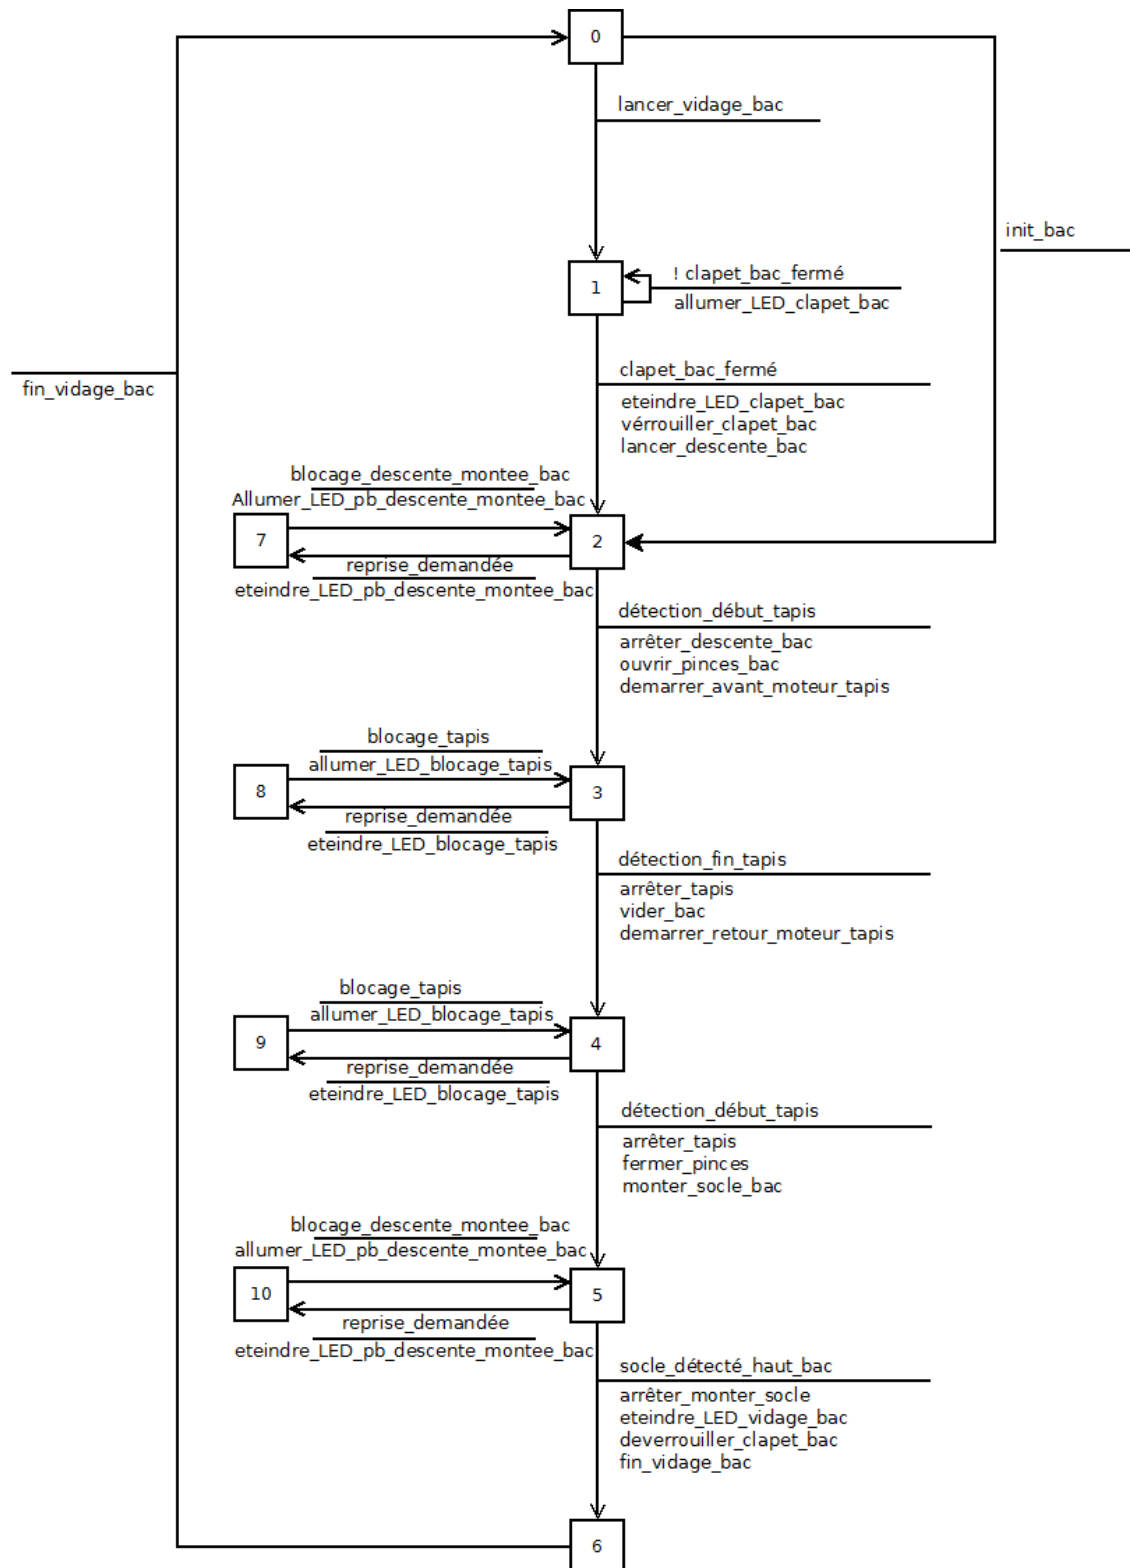 0
lancer_vidage_bac
init_bac
1
! clapet_bac_fermé
allumer_LED_clapet_bac
clapet_bac_fermé
fin_vidage_bac
eteindre_LED_clapet_bac
vérrouiller_clapet_bac
lancer_descente_bac
blocage_descente_montee_bac
Allumer_LED_pb_descente_montee_bac
7
2
reprise_demandée
eteindre_LED_pb_descente_montee_bac
détection_début_tapis
arrêter_descente_bac
ouvrir_pinces_bac
demarrer_avant_moteur_tapis
blocage_tapis
allumer_LED_blocage_tapis
8
3
reprise_demandée
eteindre_LED_blocage_tapis
détection_fin_tapis
arrêter_tapis
vider_bac
demarrer_retour_moteur_tapis
blocage_tapis
allumer_LED_blocage_tapis
9
4
reprise_demandée
eteindre_LED_blocage_tapis
détection_début_tapis
arrêter_tapis
fermer_pinces
monter_socle_bac
blocage_descente_montee_bac
allumer_LED_pb_descente_montee_bac
10
5
reprise_demandée
eteindre_LED_pb_descente_montee_bac
socle_détecté_haut_bac
arrêter_monter_socle
eteindre_LED_vidage_bac
deverrouiller_clapet_bac
fin_vidage_bac
6